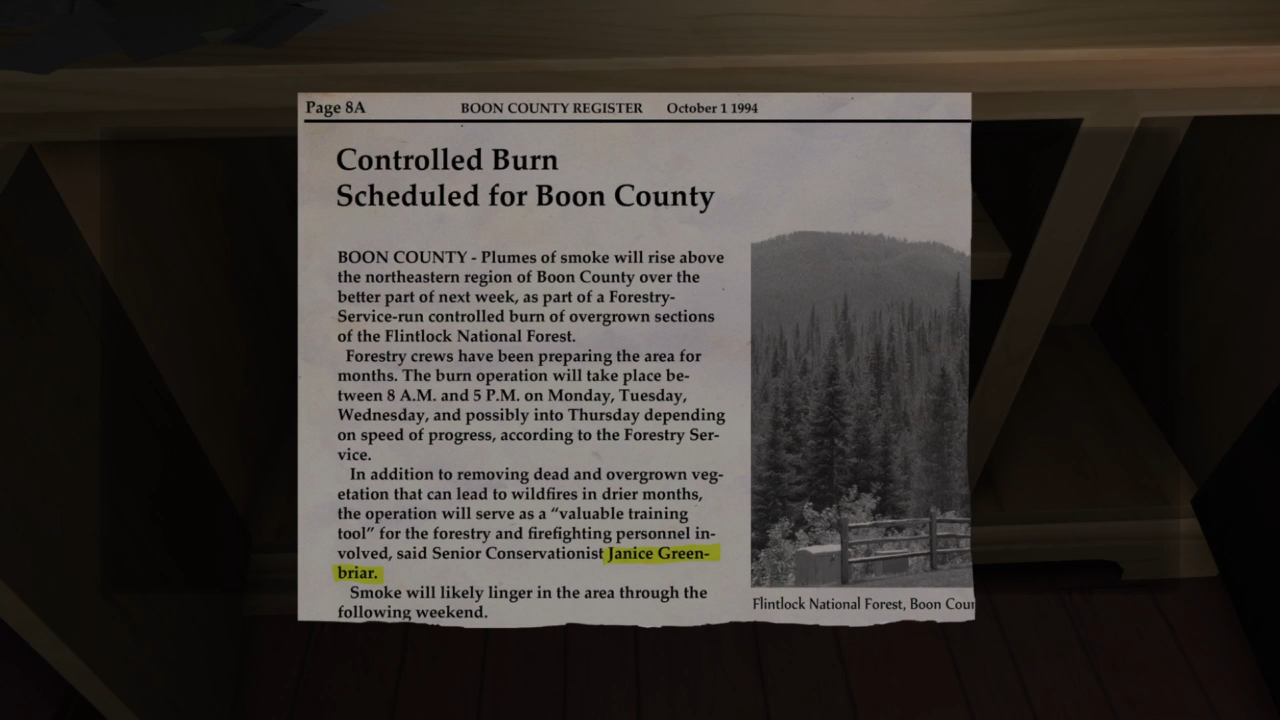 Page 8A BOON COUNTY REGISTER October 1 1994
Controlled Burn
Scheduled for Boon County
BOON COUNTY - Plumes of smoke will rise above
the northeastern region of Boon County over the
better part of next week, as part of a Forestry-
Service-run controlled burn of overgrown sections
of the Flintlock National Forest.
Forestry crews have been preparing the area for
months. The burn operation will take place be-
tween 8 A.M. and 5 P.M. on Monday, Tuesday,
Wednesday, and possibly into Thursday depending
on speed of progress, according to the Forestry Ser-
vice.
In addition to removing dead and overgrown veg-
etation that can lead to wildfires in drier months,
the operation will serve as a “valuable training
tool” for the forestry and firefighting personnel in-
volved, said Senior Conservationist Janice Green-
briar.
Smoke will likely linger in the area through the
following weekend.
Flintlock National Forest, Boon Coun